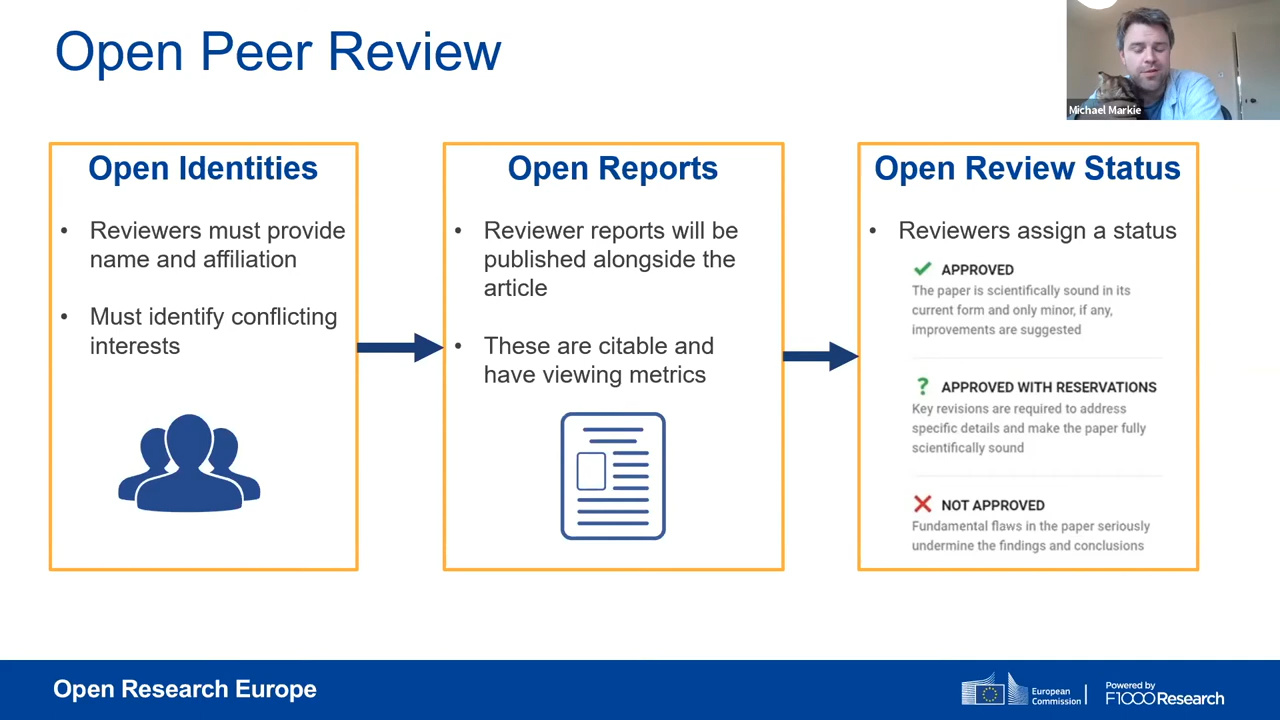 Open Peer Review
Michael Markie
Open Identities
• Reviewers must provide
name and affiliation
• Must identify conflicting
interests
Open Reports
• Reviewer reports will be
published alongside the
article
• These are citable and
have viewing metrics
Open Review Status
• Reviewers assign a status
APPROVED
The paper is scientifically sound in its
current form and only minor, if any,
improvements are suggested
? APPROVED WITH RESERVATIONS
Key revisions are required to address
specific details and make the paper fully
scientifically sound
NOT APPROVED
Fundamental flaws in the paper seriously
undermine the findings and conclusions
Open Research Europe
European
Commission
Powered by
F1000Research